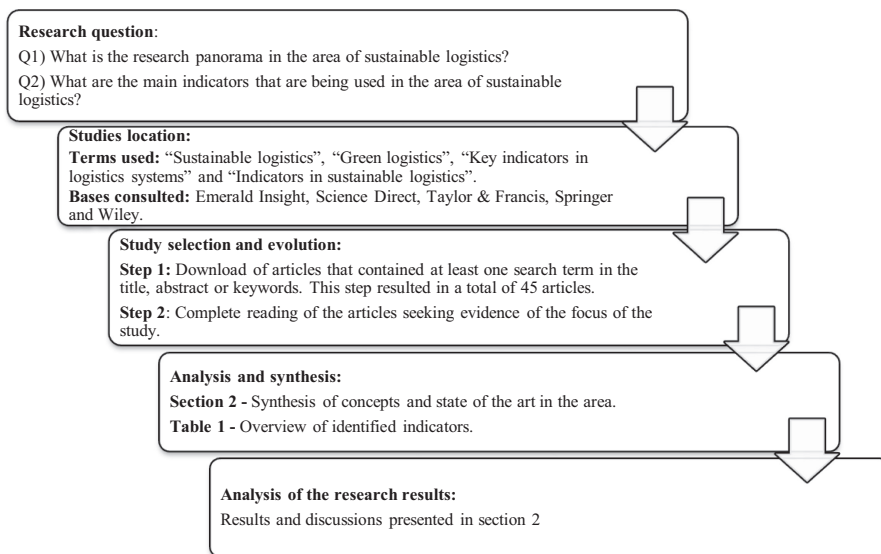 Research question:
Q1) What is the research panorama in the area of sustainable logistics?
Q2) What are the main indicators that are being used in the area of sustainable
logistics?
Studies location:
Terms used: “Sustainable logistics”, “Green logistics”, “Key indicators in
logistics systems” and “Indicators in sustainable logistics”.
Bases consulted: Emerald Insight, Science Direct, Taylor & Francis, Springer
and Wiley.
Study selection and evolution:
Step 1: Download of articles that contained at least one search term in the
title, abstract or keywords. This step resulted in a total of 45 articles.
Step 2: Complete reading of the articles seeking evidence of the focus of the
study.
Analysis and synthesis:
Section 2 - Synthesis of concepts and state of the art in the area.
Table 1 - Overview of identified indicators.
Analysis of the research results:
Results and discussions presented in section 2